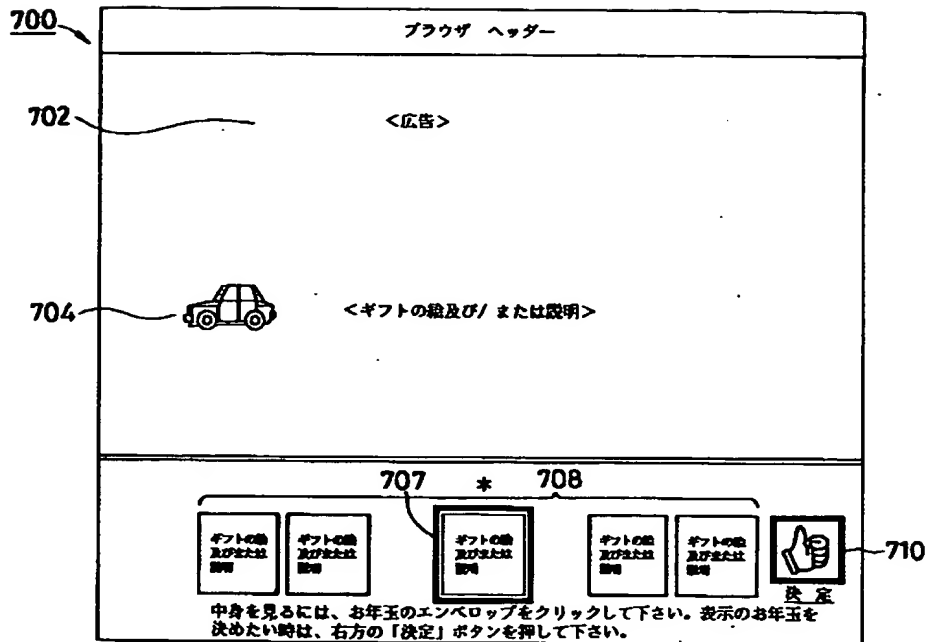 700
ブラウザ ヘッダー
702
<広告>
704
<ギフトの絵及び/ または説明>
707 * 708
ギフトの絵
及びまたは
説明
ギフトの絵
及びまたは
説明
ギフトの絵
及びまたは
説明
ギフトの絵
及びまたは
説明
ギフトの絵
及びまたは
説明
710
決 定
中身を見るには、お年玉のエンベロップをクリックして下さい。表示のお年玉を
決めたい時は、右方の「決定」ボタンを押して下さい。